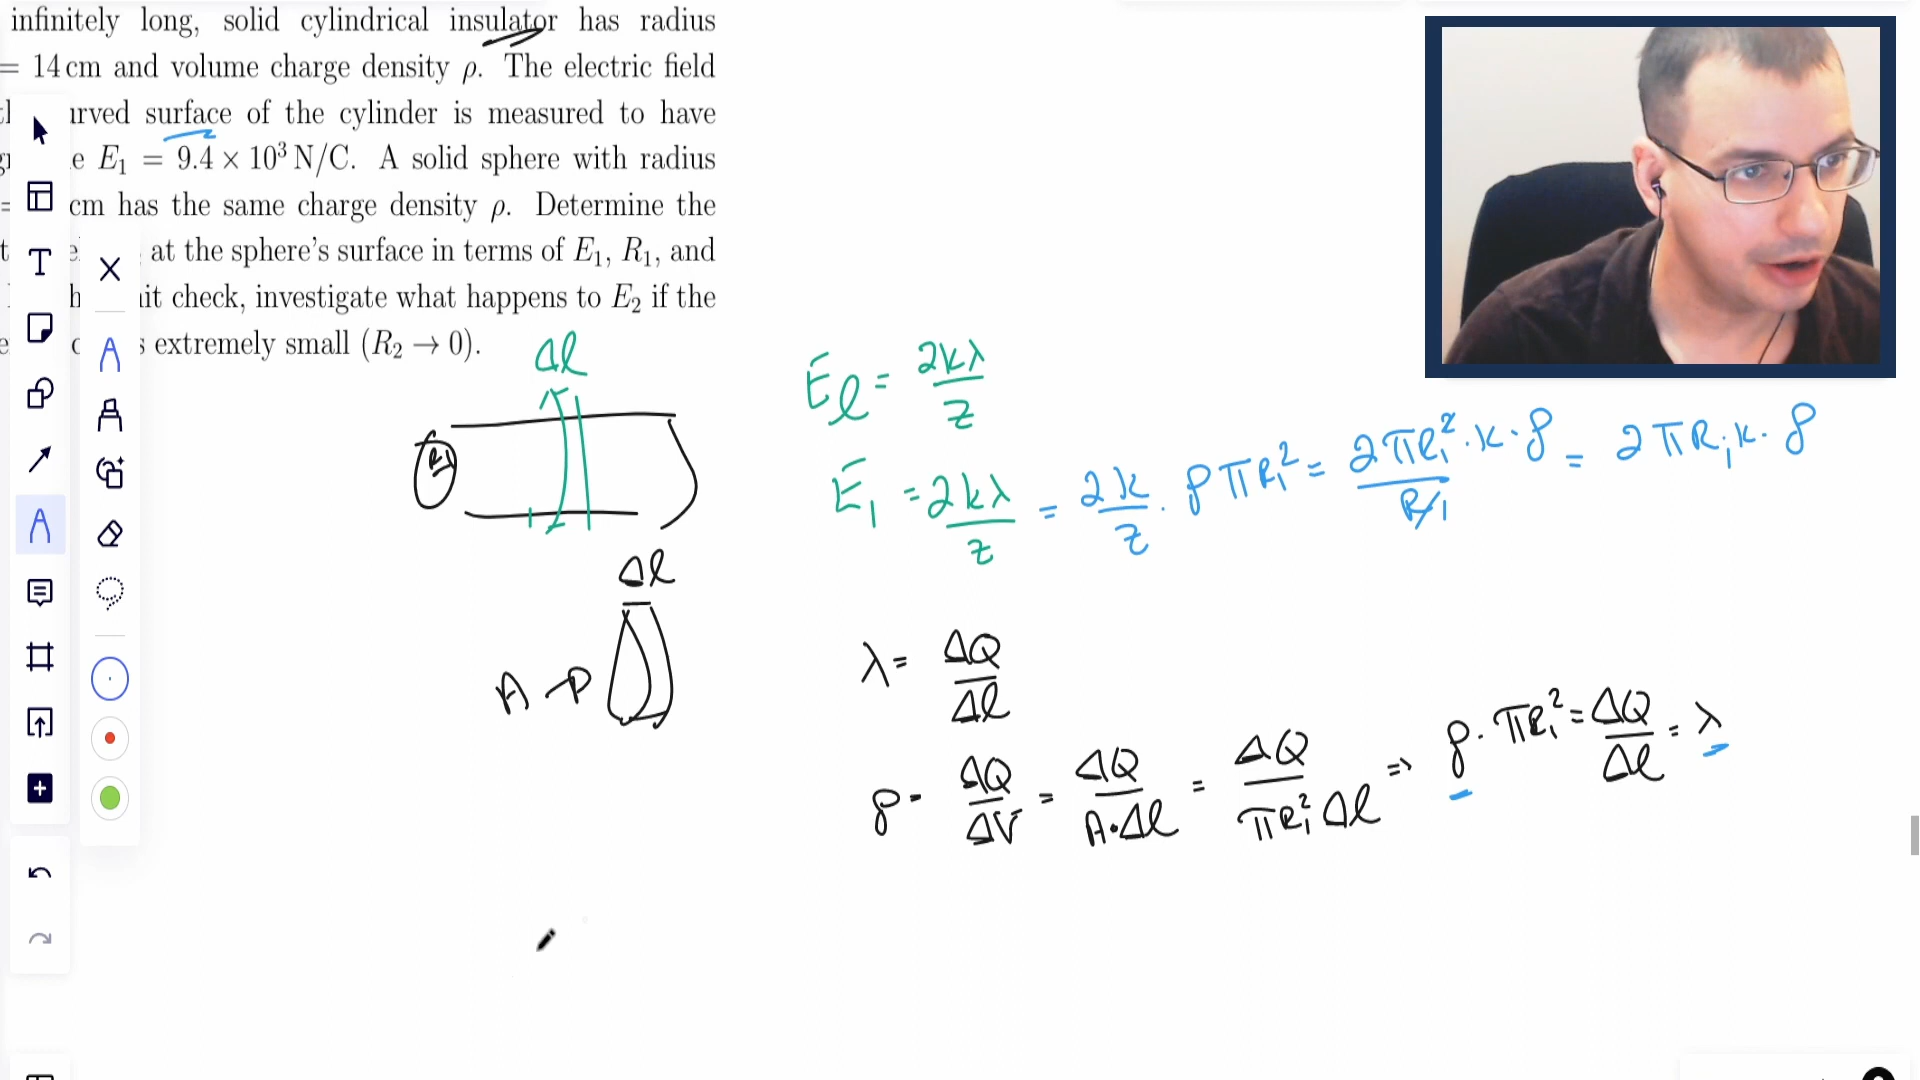 infinitely long, solid cylindrical insulator has radius
= 14 cm and volume charge density ρ. The electric field
urved surface of the cylinder is measured to have
e E₁ = 9.4 × 10³ N/C. A solid sphere with radius
= cm has the same charge density ρ. Determine the
at the sphere's surface in terms of E₁, R₁, and
it check, investigate what happens to E₂ if the
s extremely small (R₂ → 0).
Δl
R₁
E_l = 2kλ/z
E₁ = 2kλ/z = 2k/z · ρπR₁² = 2πR₁²·k·ρ/R₁ = 2πR₁k·ρ
Δl
A →
λ = ΔQ/Δl
ρ = ΔQ/ΔV = ΔQ/A·Δl = ΔQ/πR₁²Δl ⇒ ρ·πR₁² = ΔQ/Δl = λ